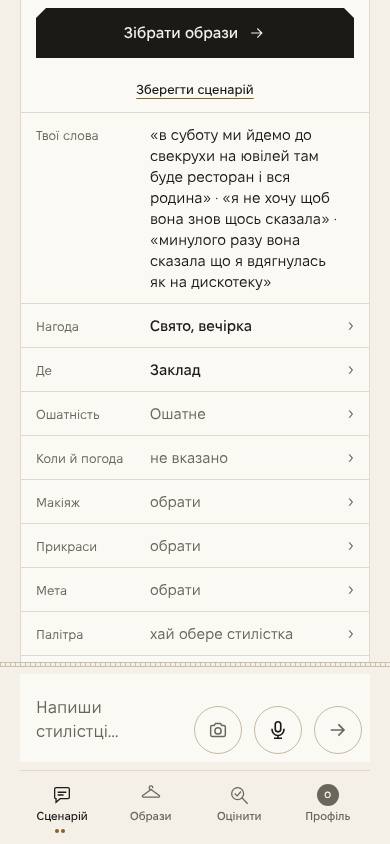 Зібрати образи →
Зберегти сценарій
Твої слова
«в суботу ми йдемо до
свекрухи на ювілей там
буде ресторан і вся
родина» · «я не хочу щоб
вона знов щось сказала» ·
«минулого разу вона
сказала що я вдягнулась
як на дискотеку»
Нагода Свято, вечірка
Де Заклад
Ошатність Ошатне
Коли й погода не вказано
Макіяж обрати
Прикраси обрати
Мета обрати
Палітра хай обере стилістка
Напиши
стилістці...
Сценарій Образи Оцінити О Профіль